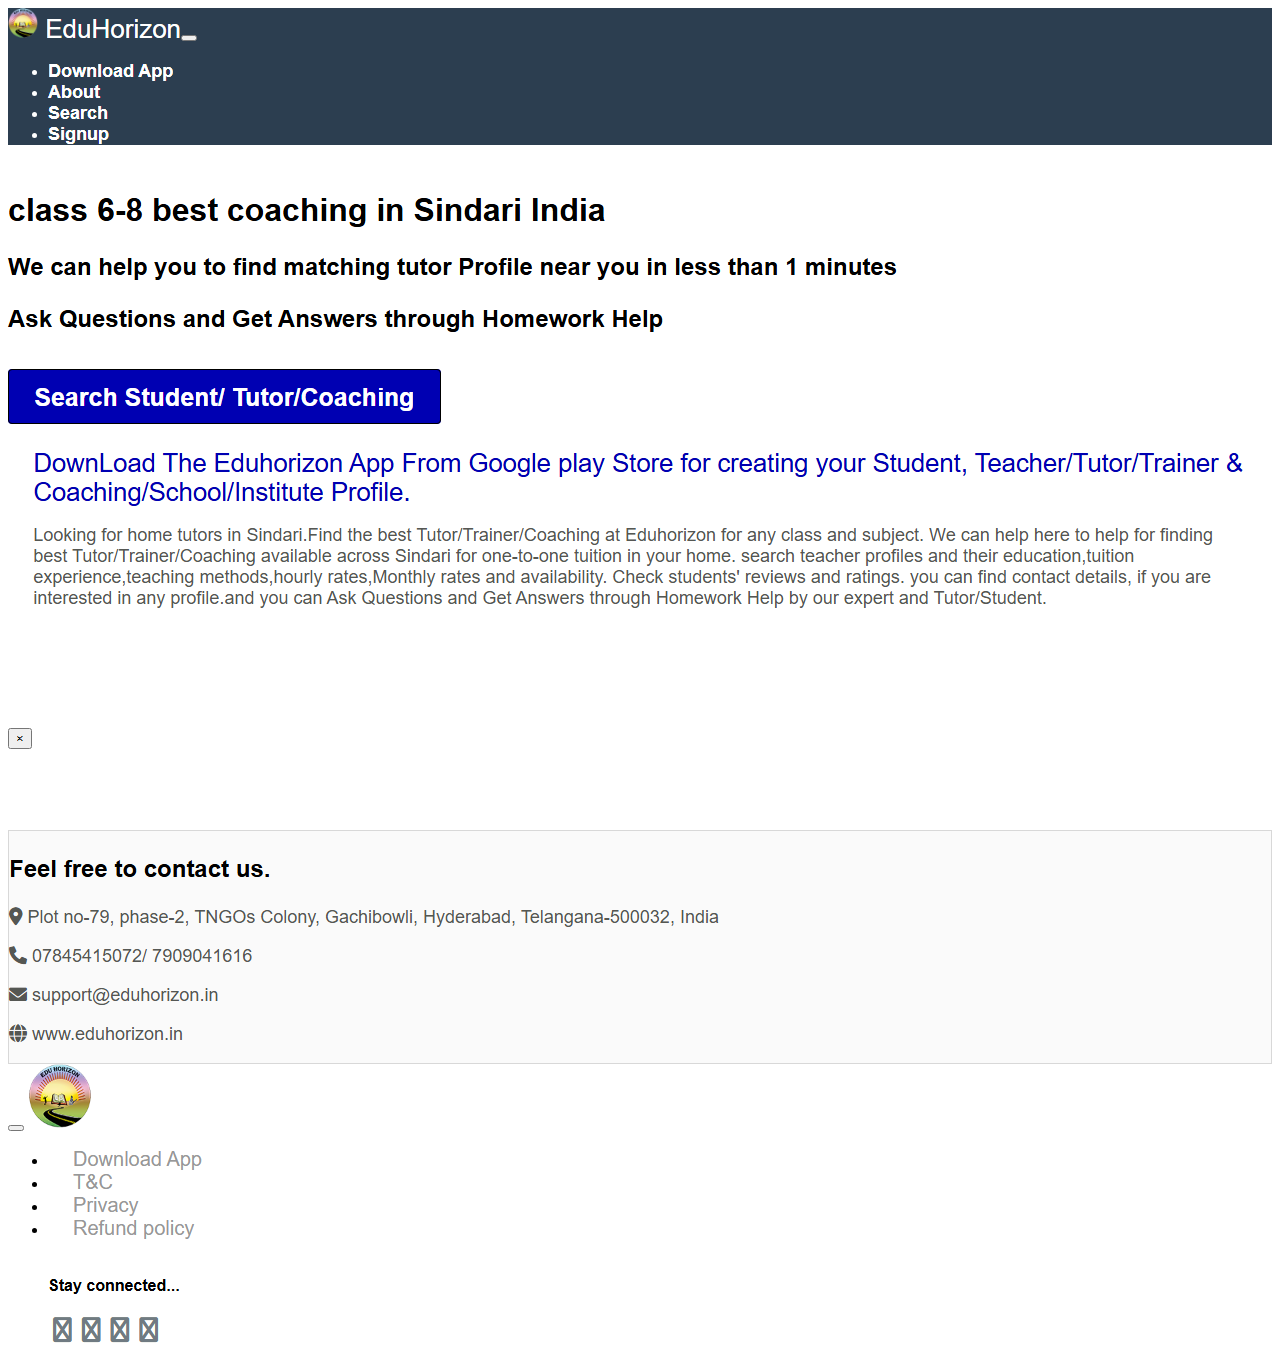 EduHorizon
Download App
About
Search
Signup
class 6-8 best coaching in Sindari India
We can help you to find matching tutor Profile near you in less than 1 minutes
Ask Questions and Get Answers through Homework Help
Search Student/ Tutor/Coaching
DownLoad The Eduhorizon App From Google play Store for creating your Student, Teacher/Tutor/Trainer &
Coaching/School/Institute Profile.
Looking for home tutors in Sindari.Find the best Tutor/Trainer/Coaching at Eduhorizon for any class and subject. We can help here to help for finding
best Tutor/Trainer/Coaching available across Sindari for one-to-one tuition in your home. search teacher profiles and their education,tuition
experience,teaching methods,hourly rates,Monthly rates and availability. Check students' reviews and ratings. you can find contact details, if you are
interested in any profile.and you can Ask Questions and Get Answers through Homework Help by our expert and Tutor/Student.
×
Feel free to contact us.
Plot no-79, phase-2, TNGOs Colony, Gachibowli, Hyderabad, Telangana-500032, India
07845415072/ 7909041616
support@eduhorizon.in
www.eduhorizon.in
EDU HORIZON
Download App
T&C
Privacy
Refund policy
Stay connected...